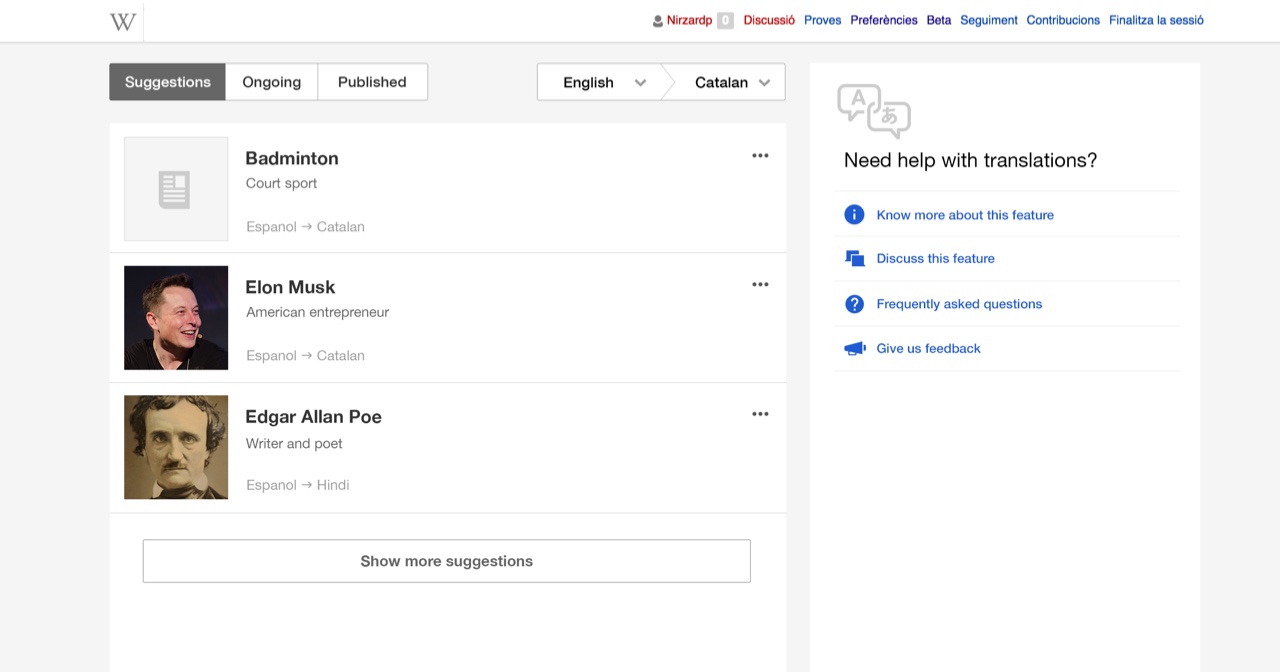 W
Nirzardp 0 Discussió Proves Preferències Beta Seguiment Contribucions Finalitza la sessió
Suggestions Ongoing Published
English Catalan
Badminton
Court sport
Espanol → Catalan
Elon Musk
American entrepreneur
Espanol → Catalan
Edgar Allan Poe
Writer and poet
Espanol → Hindi
Show more suggestions
A あ
Need help with translations?
Know more about this feature
Discuss this feature
Frequently asked questions
Give us feedback